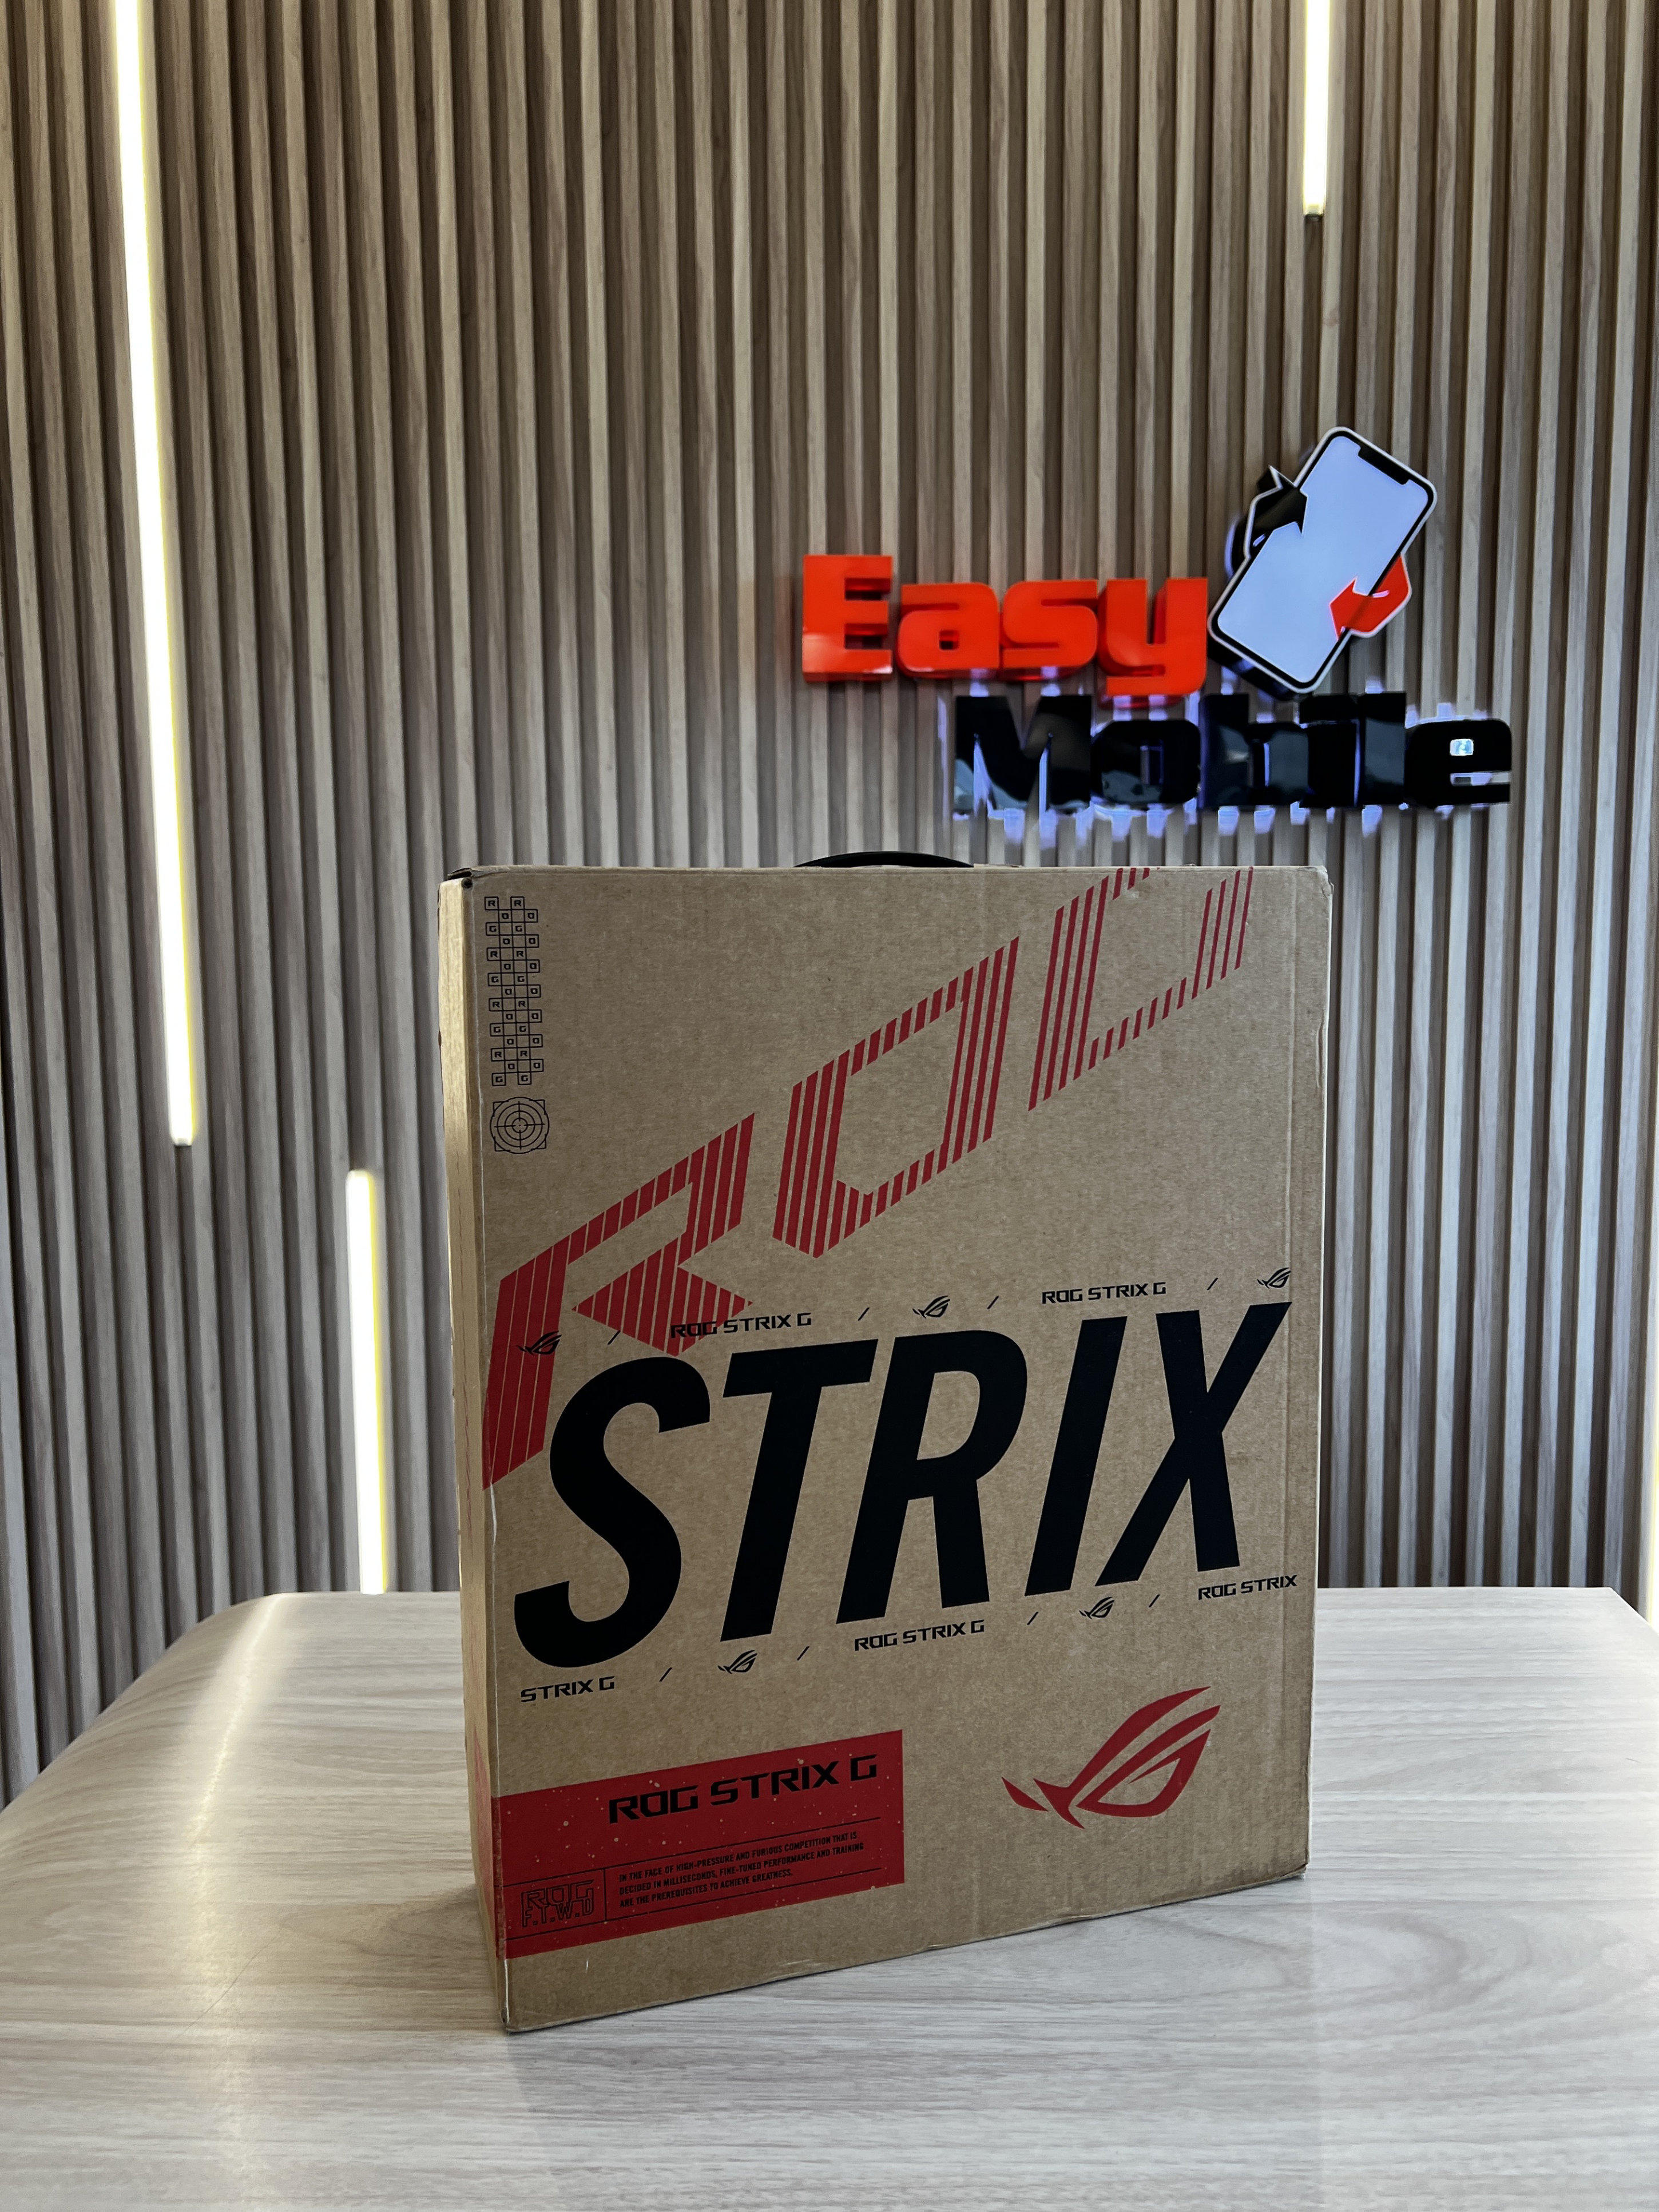 Easy
Mobile
R R
O O
G G
O O
R R
O O
G G
O O
R R
O O
G G
O O
R R
O O
G G
ROG
ROG STRIX G / / ROG STRIX G /
STRIX
STRIX G / / ROG STRIX G / / ROG STRIX
ROG STRIX G
ROG
F.Y.W.D
IN THE FACE OF HIGH-PRESSURE AND FURIOUS COMPETITION THAT IS
DECIDED IN MILLISECONDS, FINE-TUNED PERFORMANCE AND TRAINING
ARE THE PREREQUISITES TO ACHIEVE GREATNESS.